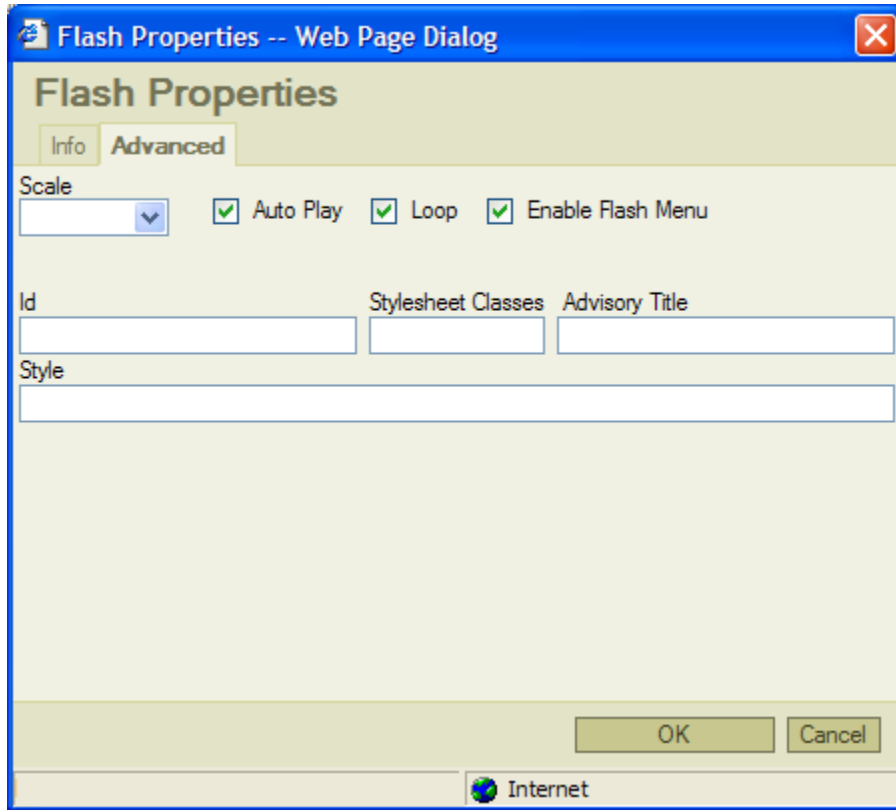 Flash Properties -- Web Page Dialog
Flash Properties
Info Advanced
Scale
Auto Play Loop Enable Flash Menu
Id Stylesheet Classes Advisory Title
Style
OK Cancel
Internet